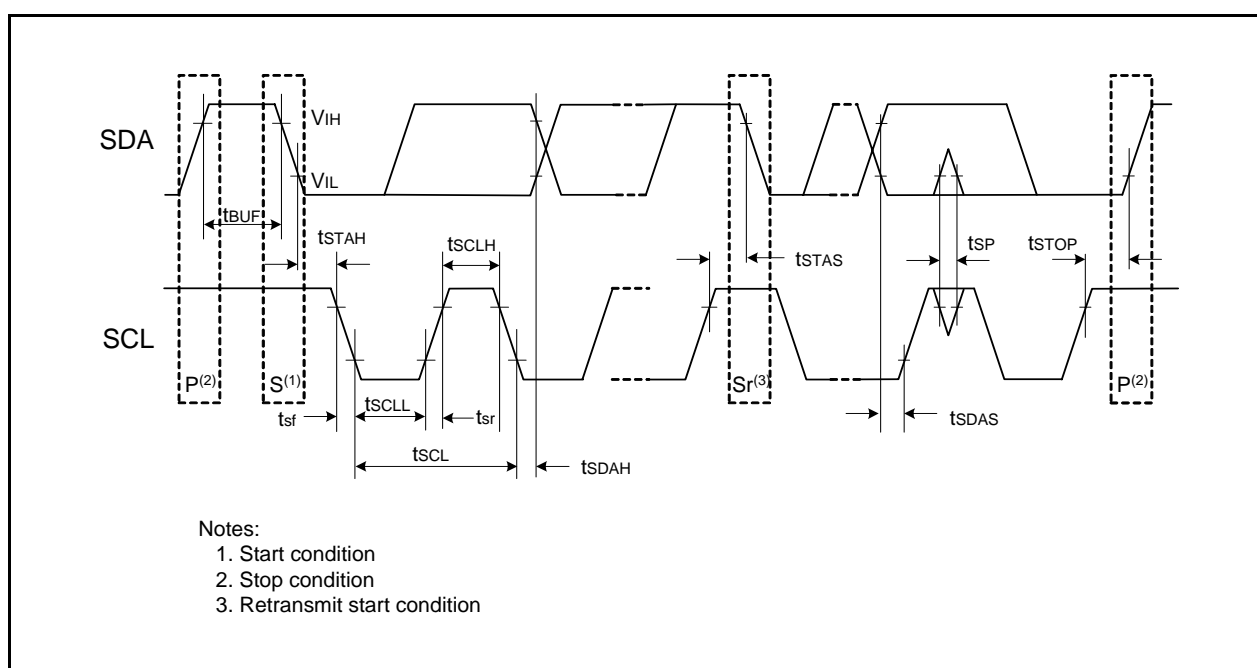 SDA
VIH
VIL
tBUF
tSTAH
tSCLH
tSTAS
tSP
tSTOP
SCL
P(2)
S(1)
Sr(3)
P(2)
tsf
tSCLL
tsr
tSDAS
tSCL
tSDAH
Notes:
1. Start condition
2. Stop condition
3. Retransmit start condition